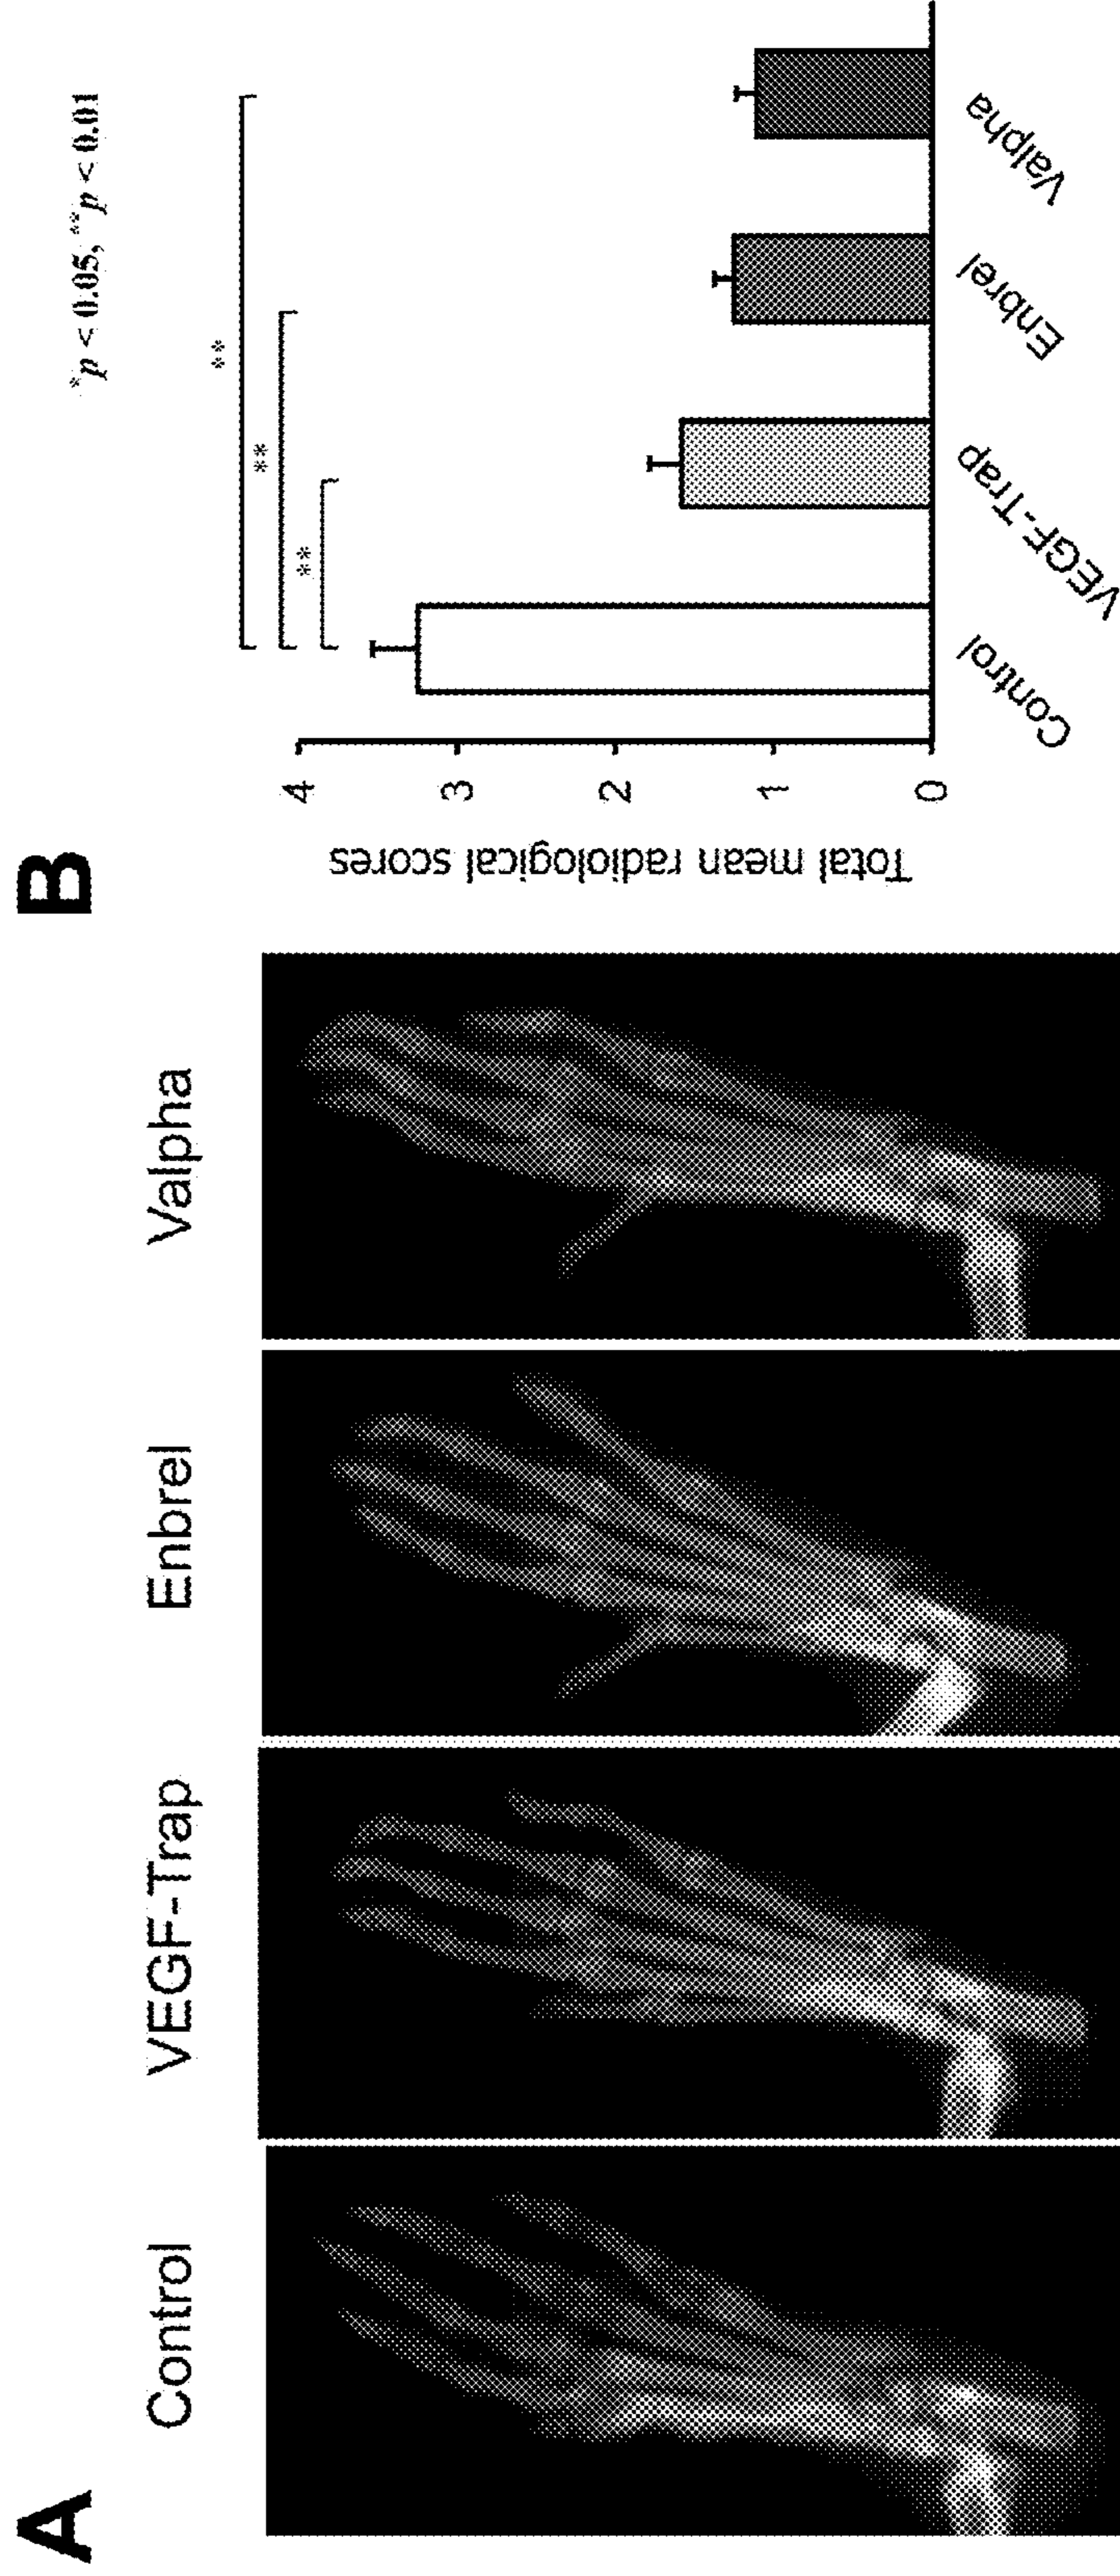 A
Control
VEGF-Trap
Enbrel
Valpha
B
*p < 0.05, **p < 0.01
**
**
**
Total mean radiological scores
4
3
2
1
0
Control
VEGF-Trap
Enbrel
Valpha